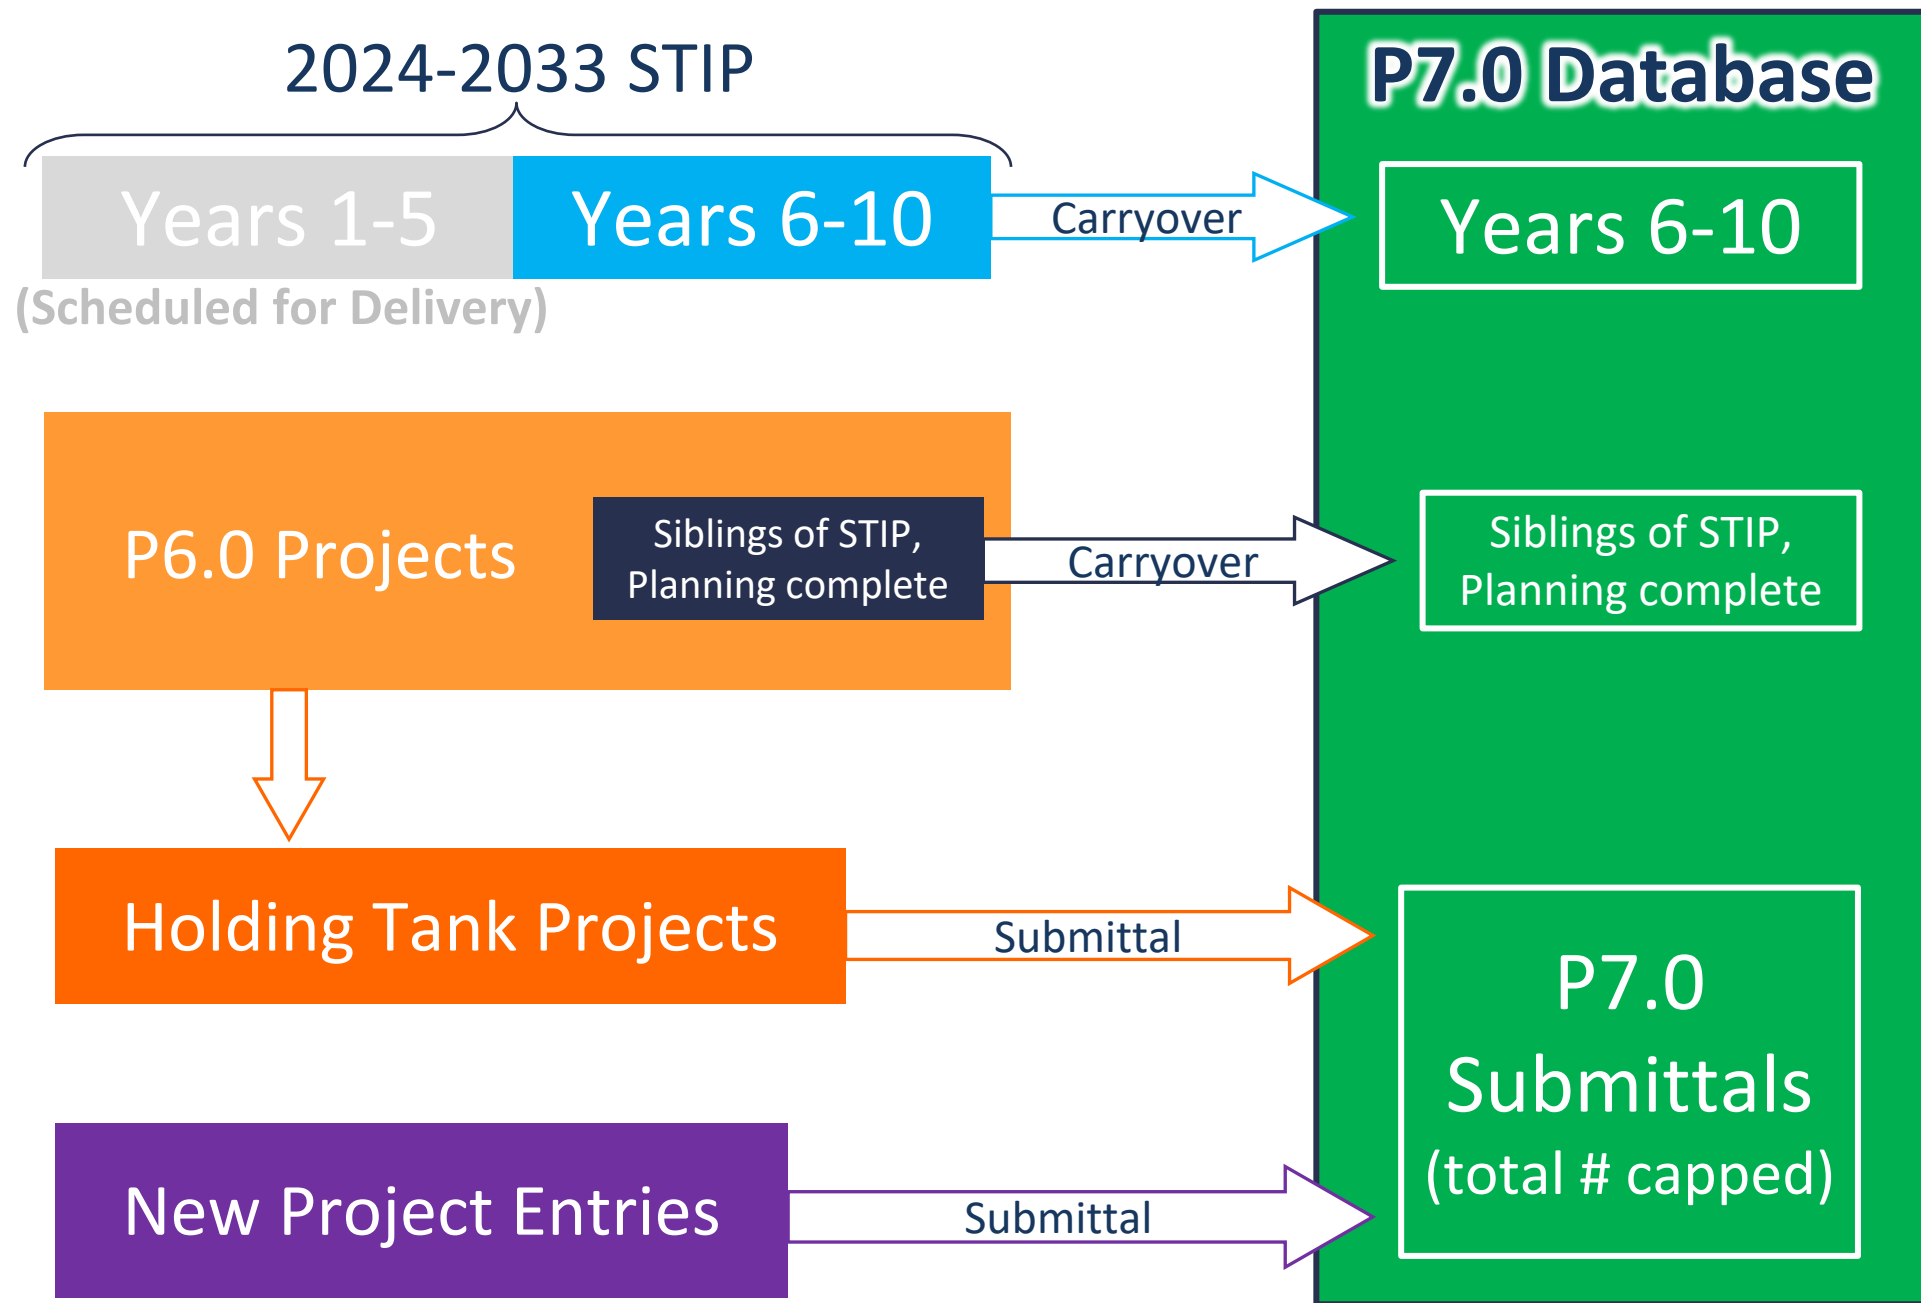 2024-2033 STIP
P7.0 Database
Years 1-5
Years 6-10
Carryover
Years 6-10
(Scheduled for Delivery)
P6.0 Projects
Siblings of STIP,
Planning complete
Carryover
Siblings of STIP,
Planning complete
Holding Tank Projects
Submittal
P7.0
Submittals
(total # capped)
New Project Entries
Submittal